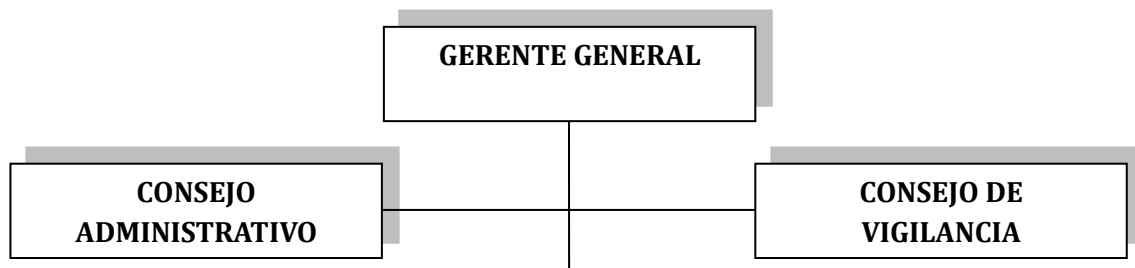 GERENTE GENERAL
CONSEJO
ADMINISTRATIVO
CONSEJO DE
VIGILANCIA